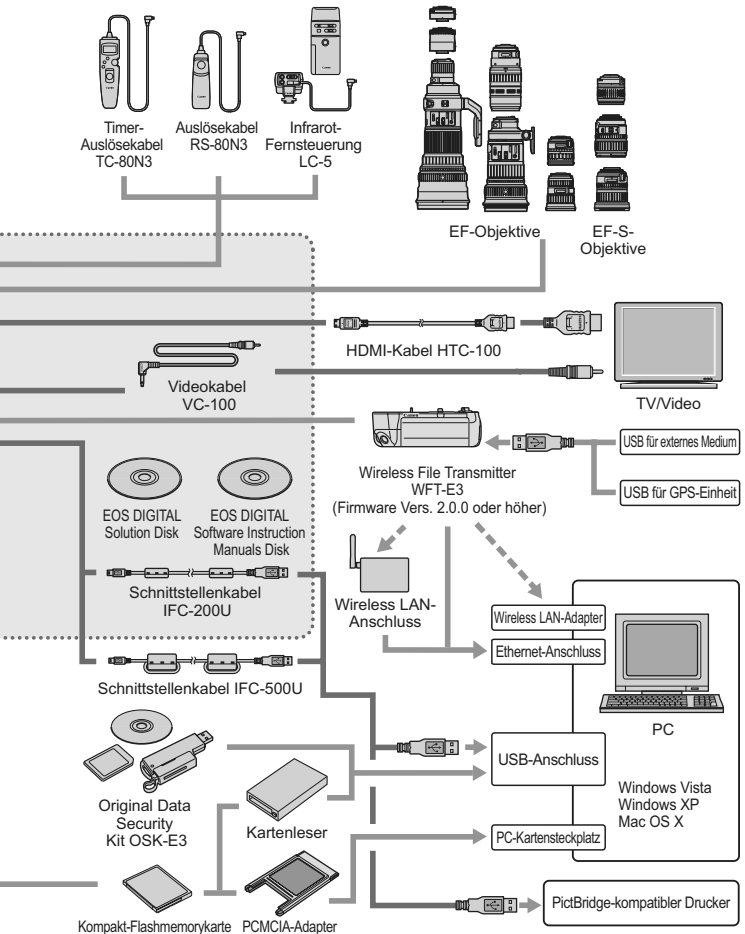 Timer-
Auslösekabel
TC-80N3
Auslösekabel
RS-80N3
Infrarot-
Fernsteuerung
LC-5
EF-Objektive
EF-S-
Objektive
HDMI-Kabel HTC-100
Videokabel
VC-100
TV/Video
USB für externes Medium
USB für GPS-Einheit
Wireless File Transmitter
WFT-E3
(Firmware Vers. 2.0.0 oder höher)
EOS DIGITAL
Solution Disk
EOS DIGITAL
Software Instruction
Manuals Disk
Schnittstellenkabel
IFC-200U
Wireless LAN-
Anschluss
Wireless LAN-Adapter
Ethernet-Anschluss
Schnittstellenkabel IFC-500U
PC
USB-Anschluss
Windows Vista
Windows XP
Mac OS X
Original Data
Security
Kit OSK-E3
Kartenleser
PC-Kartensteckplatz
Kompakt-Flashmemorykarte
PCMCIA-Adapter
PictBridge-kompatibler Drucker